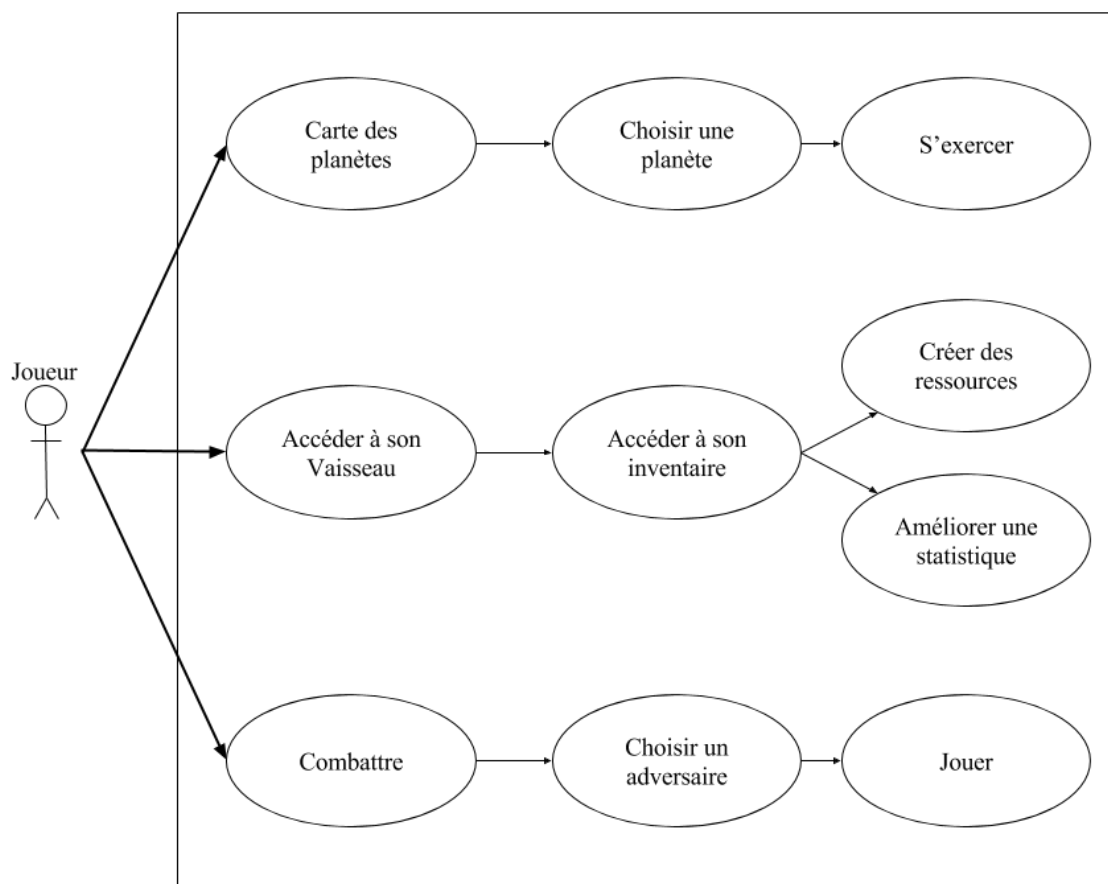 Carte des
planètes
Choisir une
planète
S’exercer
Joueur
Accéder à son
Vaisseau
Accéder à son
inventaire
Créer des
ressources
Améliorer une
statistique
Combattre
Choisir un
adversaire
Jouer